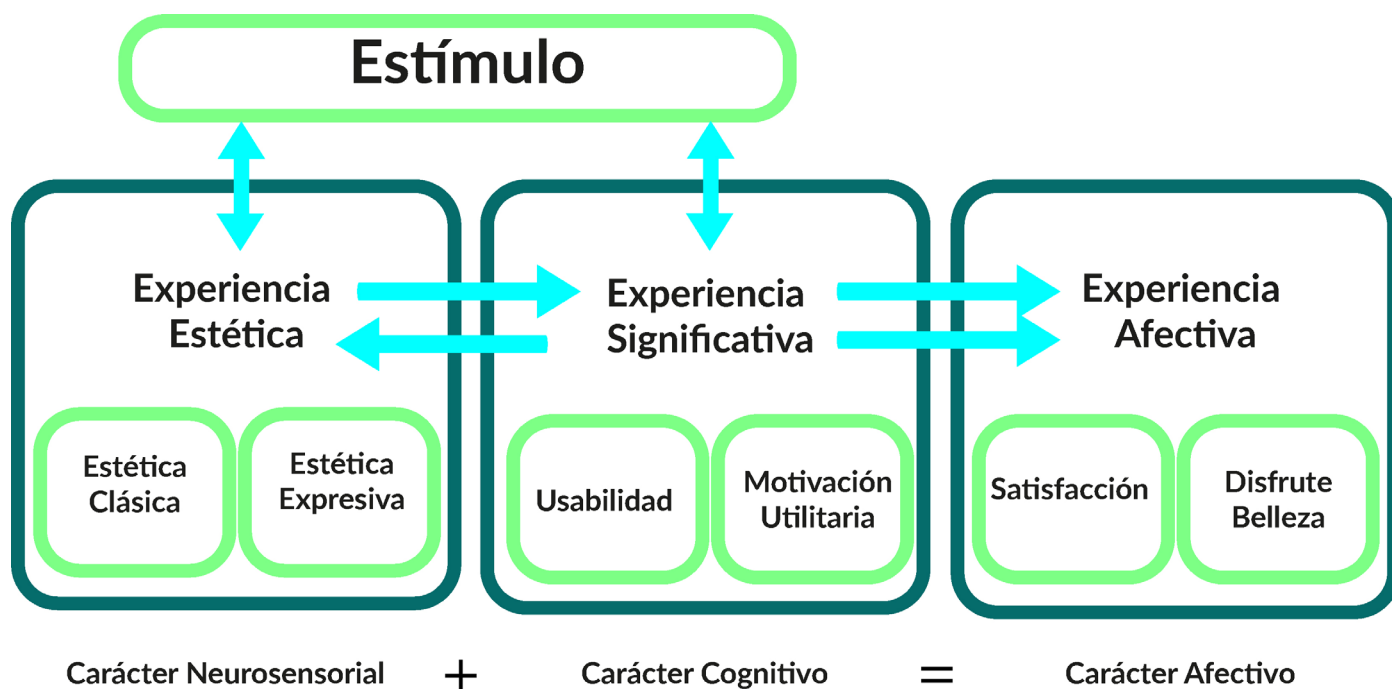 Estímulo
Experiencia
Estética
Experiencia
Significativa
Experiencia
Afectiva
Estética
Clásica
Estética
Expresiva
Usabilidad
Motivación
Utilitaria
Satisfacción
Disfrute
Belleza
Carácter Neurosensorial + Carácter Cognitivo = Carácter Afectivo